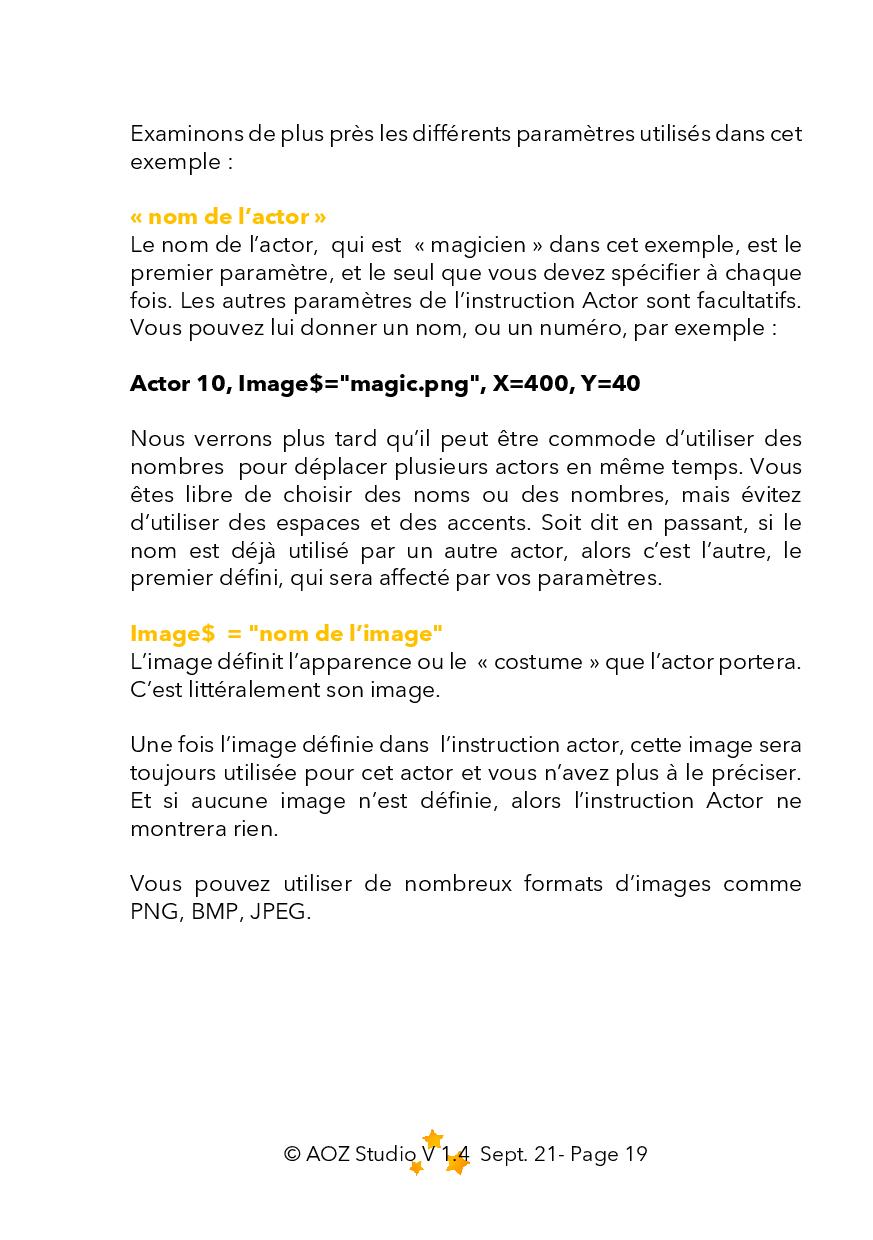 Examinons de plus près les différents paramètres utilisés dans cet
exemple :
« nom de l’actor »
Le nom de l’actor,  qui est  « magicien » dans cet exemple, est le
premier paramètre, et le seul que vous devez spécifier à chaque
fois. Les autres paramètres de l’instruction Actor sont facultatifs.
Vous pouvez lui donner un nom, ou un numéro, par exemple :
Actor 10, Image$="magic.png", X=400, Y=40
Nous verrons plus tard qu’il peut être commode d’utiliser des
nombres  pour déplacer plusieurs actors en même temps. Vous
êtes libre de choisir des noms ou des nombres, mais évitez
d’utiliser des espaces et des accents. Soit dit en passant, si le
nom est déjà utilisé par un autre actor, alors c’est l’autre, le
premier défini, qui sera affecté par vos paramètres.
Image$  = "nom de l’image"
L’image définit l’apparence ou le  « costume » que l’actor portera.
C’est littéralement son image.
Une fois l’image définie dans  l’instruction actor, cette image sera
toujours utilisée pour cet actor et vous n’avez plus à le préciser.
Et si aucune image n’est définie, alors l’instruction Actor ne
montrera rien.
Vous pouvez utiliser de nombreux formats d’images comme
PNG, BMP, JPEG.
© AOZ Studio V 1.4  Sept. 21- Page 19